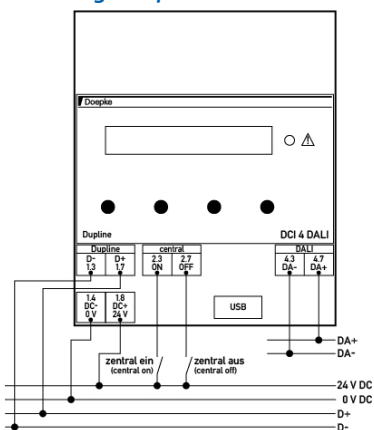 Doepke
Dupline
DCI 4 DALI
Dupline central DALI
D- D+ 2.3 2.7 4.3 4.7
1.3 1.7 ON OFF DA- DA+
1.4 1.8
DC- DC+
0 V 24 V
USB
DA+
DA-
zentral ein
(central on)
zentral aus
(central off)
24 V DC
0 V DC
D+
D-